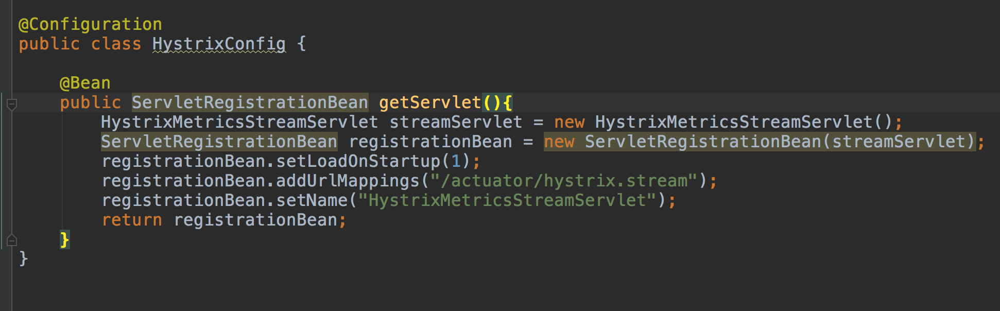 @Configuration
public class HystrixConfig {
@Bean
public ServletRegistrationBean getServlet(){
HystrixMetricsStreamServlet streamServlet = new HystrixMetricsStreamServlet();
ServletRegistrationBean registrationBean = new ServletRegistrationBean(streamServlet);
registrationBean.setLoadOnStartup(1);
registrationBean.addUrlMappings("/actuator/hystrix.stream");
registrationBean.setName("HystrixMetricsStreamServlet");
return registrationBean;
}
}